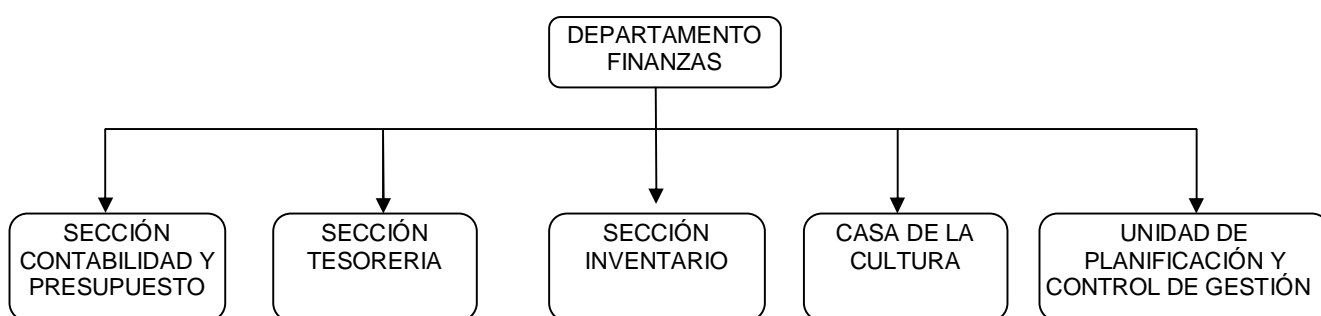 DEPARTAMENTO
FINANZAS
SECCIÓN
CONTABILIDAD Y
PRESUPUESTO
SECCIÓN
TESORERIA
SECCIÓN
INVENTARIO
CASA DE LA
CULTURA
UNIDAD DE
PLANIFICACIÓN Y
CONTROL DE GESTIÓN